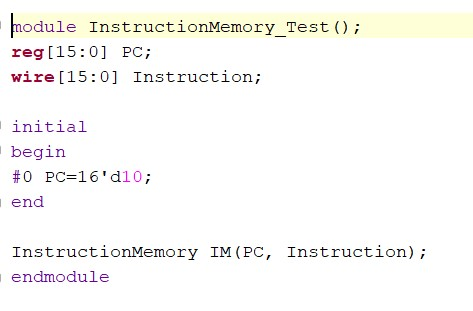 module InstructionMemory_Test();
reg[15:0] PC;
wire[15:0] Instruction;
initial
begin
#0 PC=16'd10;
end
InstructionMemory IM(PC, Instruction);
endmodule